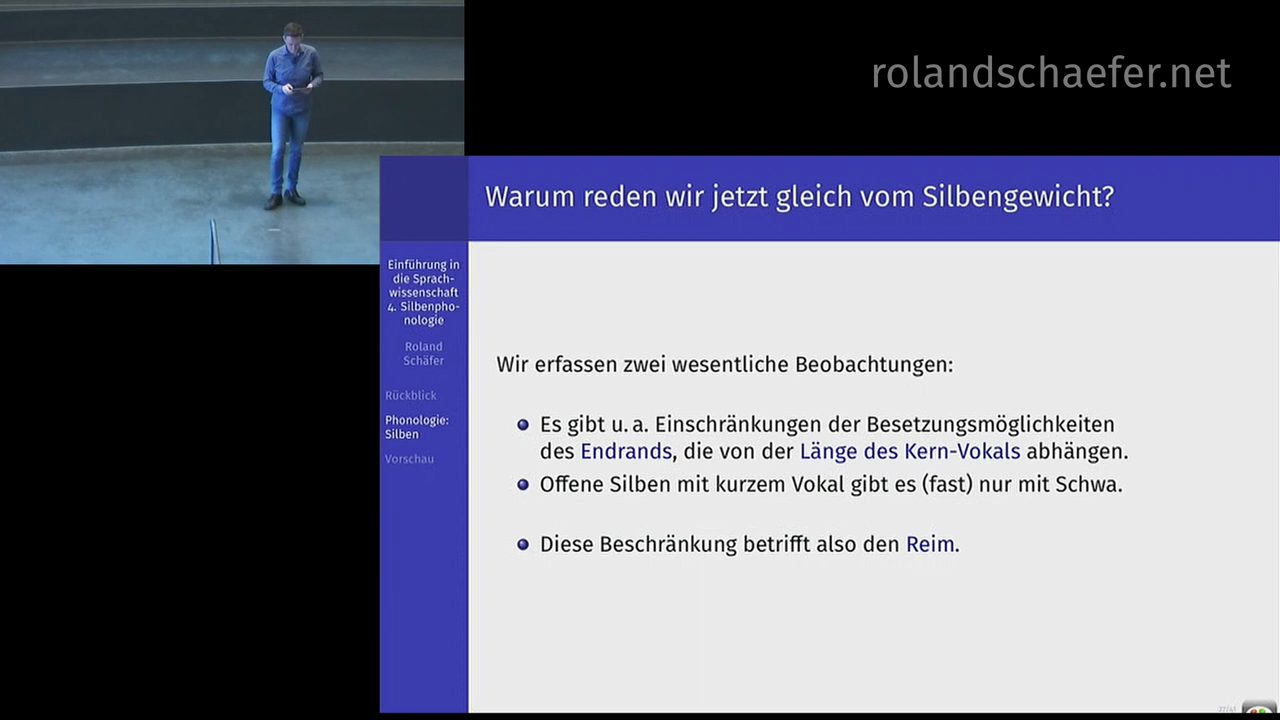 rolandschaefer.net
Warum reden wir jetzt gleich vom Silbengewicht?
Einführung in
die Sprach-
wissenschaft
4. Silbenpho-
nologie
Roland
Schäfer
Rückblick
Phonologie:
Silben
Vorschau
Wir erfassen zwei wesentliche Beobachtungen:
Es gibt u. a. Einschränkungen der Besetzungsmöglichkeiten
des Endrands, die von der Länge des Kern-Vokals abhängen.
Offene Silben mit kurzem Vokal gibt es (fast) nur mit Schwa.
Diese Beschränkung betrifft also den Reim.